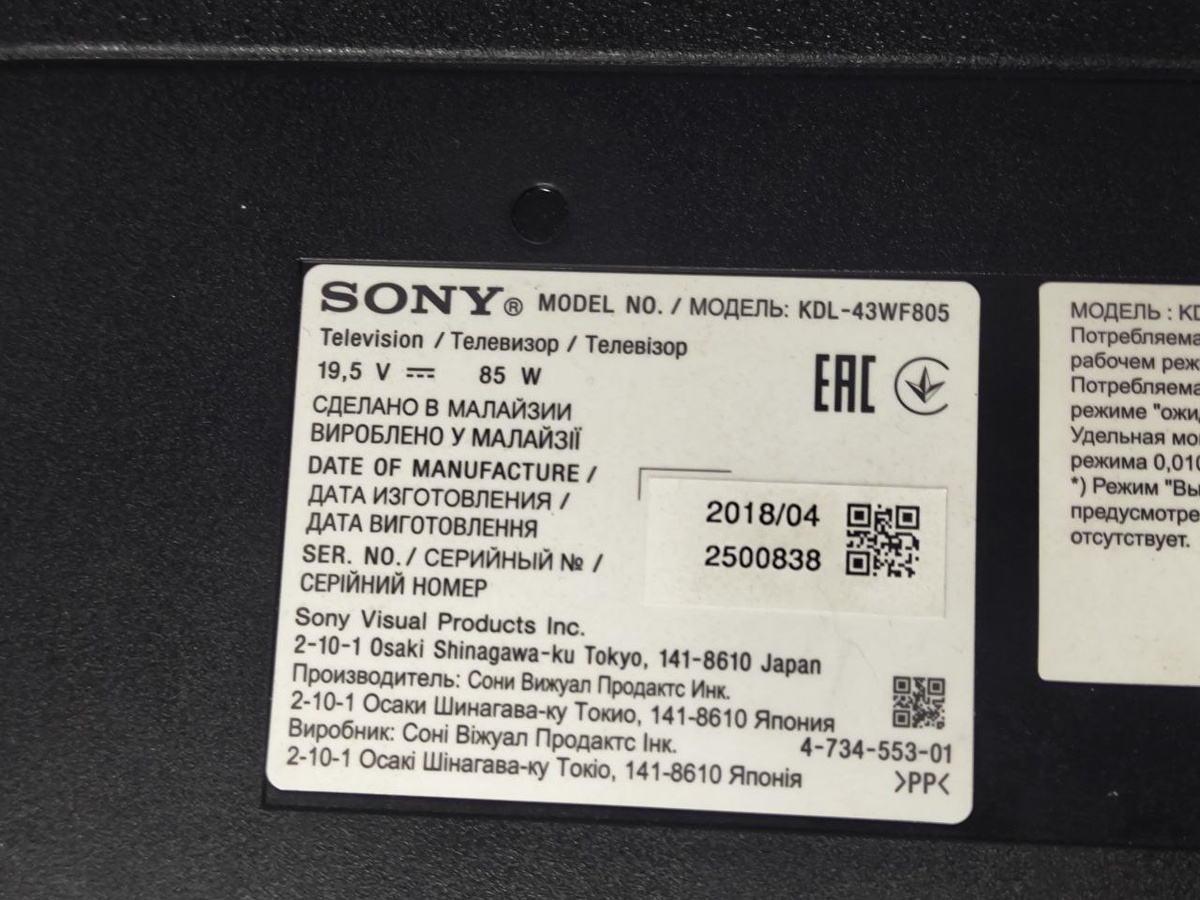 SONY® MODEL NO. / МОДЕЛЬ: KDL-43WF805
Television / Телевизор / Телевізор
19,5 V ⎓ 85 W
EAC
СДЕЛАНО В МАЛАЙЗИИ
ВИРОБЛЕНО У МАЛАЙЗІЇ
DATE OF MANUFACTURE /
ДАТА ИЗГОТОВЛЕНИЯ /
ДАТА ВИГОТОВЛЕННЯ
2018/04
SER. NO. / СЕРИЙНЫЙ № /
СЕРІЙНИЙ НОМЕР
2500838
Sony Visual Products Inc.
2-10-1 Osaki Shinagawa-ku Tokyo, 141-8610 Japan
Производитель: Сони Вижуал Продактс Инк.
2-10-1 Осаки Шинагава-ку Токио, 141-8610 Япония
Виробник: Соні Віжуал Продактс Інк.
2-10-1 Осакі Шінагава-ку Токіо, 141-8610 Японія
4-734-553-01
>PP<
МОДЕЛЬ : KD
Потребляема
рабочем реж
Потребляема
режиме "ожи
Удельная мо
режима 0,010
*) Режим "Вы
предусмотре
отсутствует.